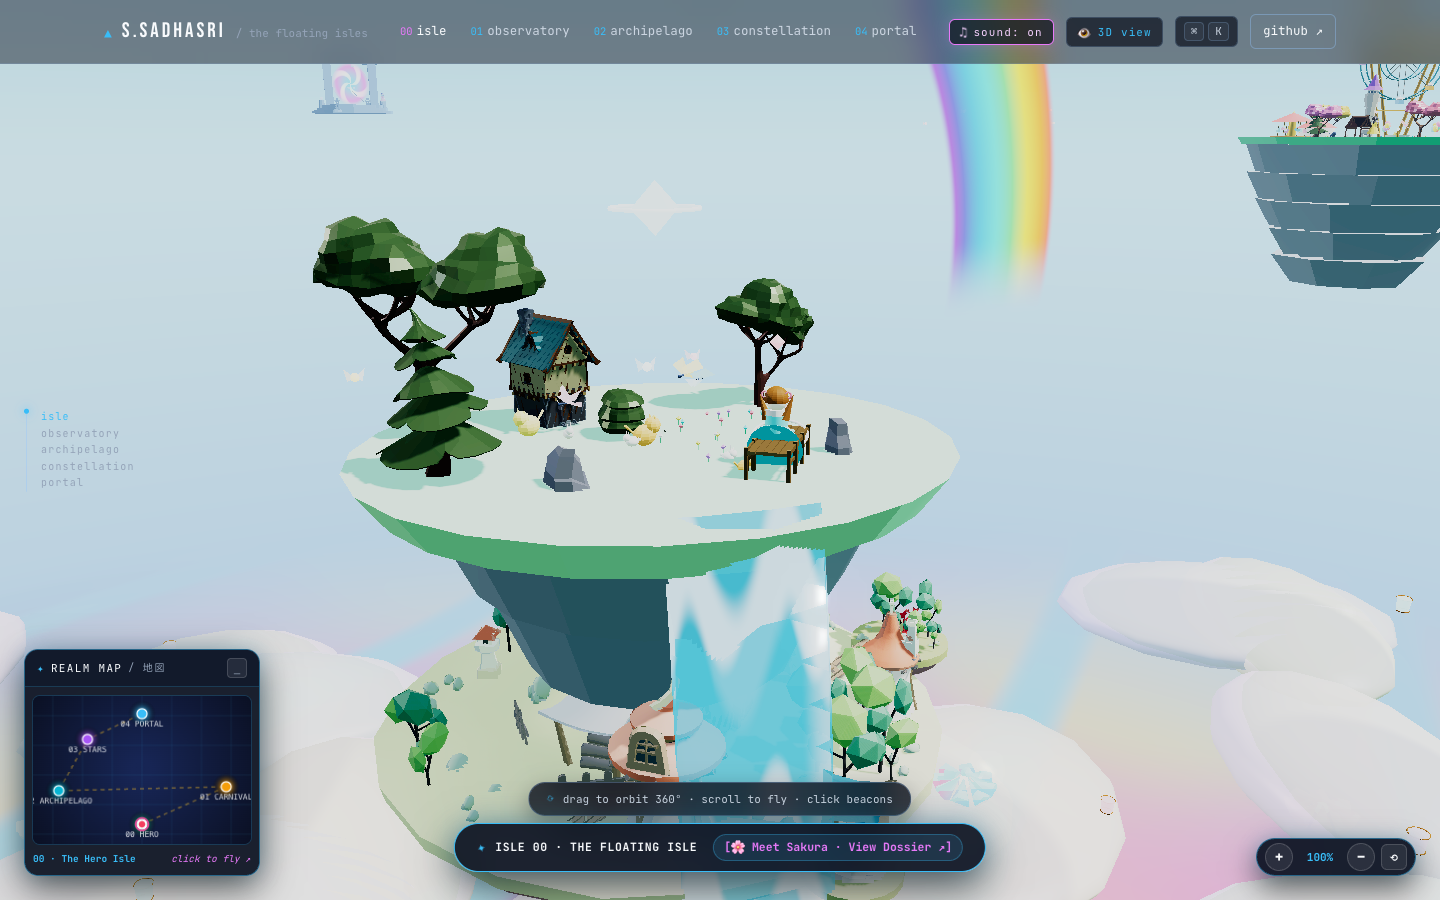 ▲ S.SADHASRI / the floating isles 00 isle 01 observatory 02 archipelago 03 constellation 04 portal ♫ sound: on 👁 3D view ⌘ K github ↗
isle
observatory
archipelago
constellation
portal
✦ REALM MAP / 地図 _
04 PORTAL
03 STARS
ARCHIPELAGO
01 CARNIVAL
00 HERO
00 · The Hero Isle click to fly ↗
drag to orbit 360° · scroll to fly · click beacons
✦ ISLE 00 · THE FLOATING ISLE [🌸 Meet Sakura · View Dossier ↗]
+ 100% − ⟲